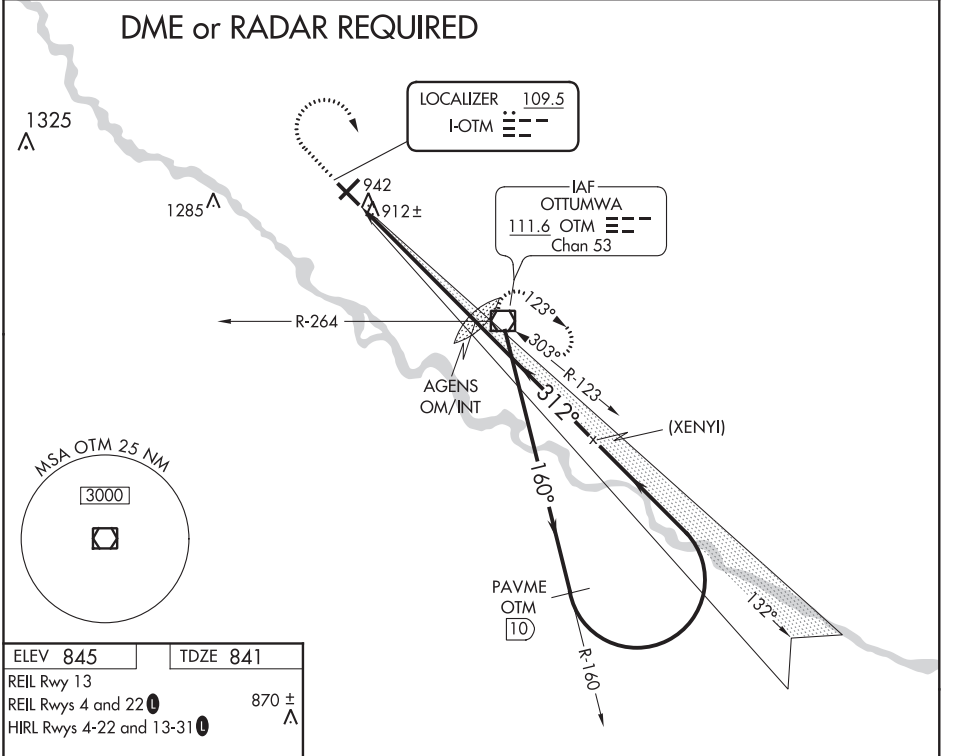 DME or RADAR REQUIRED
LOCALIZER 109.5
I-OTM
1325
942
912±
1285
IAF
OTTUMWA
111.6 OTM
Chan 53
R-264
123°
303°
R-123
AGENS
OM/INT
312°
(XENYI)
MSA OTM 25 NM
3000
160°
PAVME
OTM
10
132°
R-160
ELEV 845 TDZE 841
REIL Rwy 13
REIL Rwys 4 and 22 L
HIRL Rwys 4-22 and 13-31 L
870 ±